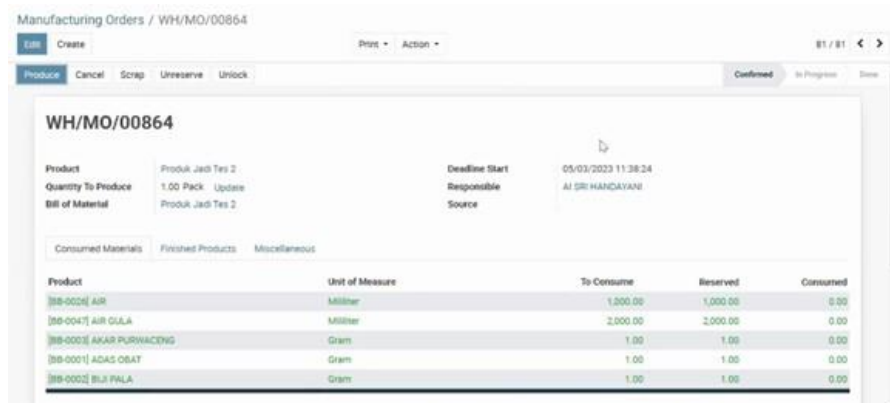 Manufacturing Orders / WH/MO/00864
Edit Create Print Action 81 / 81
Produce Cancel Scrap Unreserve Unlock Confirmed In Progress Done
WH/MO/00864
Product Produk Jadi Tes 2 Deadline Start 05/03/2023 11:38:24
Quantity To Produce 1.00 Pack Update Responsible AI SRI HANDAYANI
Bill of Material Produk Jadi Tes 2 Source
Consumed Materials Finished Products Miscellaneous
Product Unit of Measure To Consume Reserved Consumed
[BB-0026] AIR Milliliter 1,000.00 1,000.00 0.00
[BB-0047] AIR GULA Milliliter 2,000.00 2,000.00 0.00
[BB-0003] AKAR PURWACENG Gram 1.00 1.00 0.00
[BB-0001] ADAS OBAT Gram 1.00 1.00 0.00
[BB-0002] BIJI PALA Gram 1.00 1.00 0.00